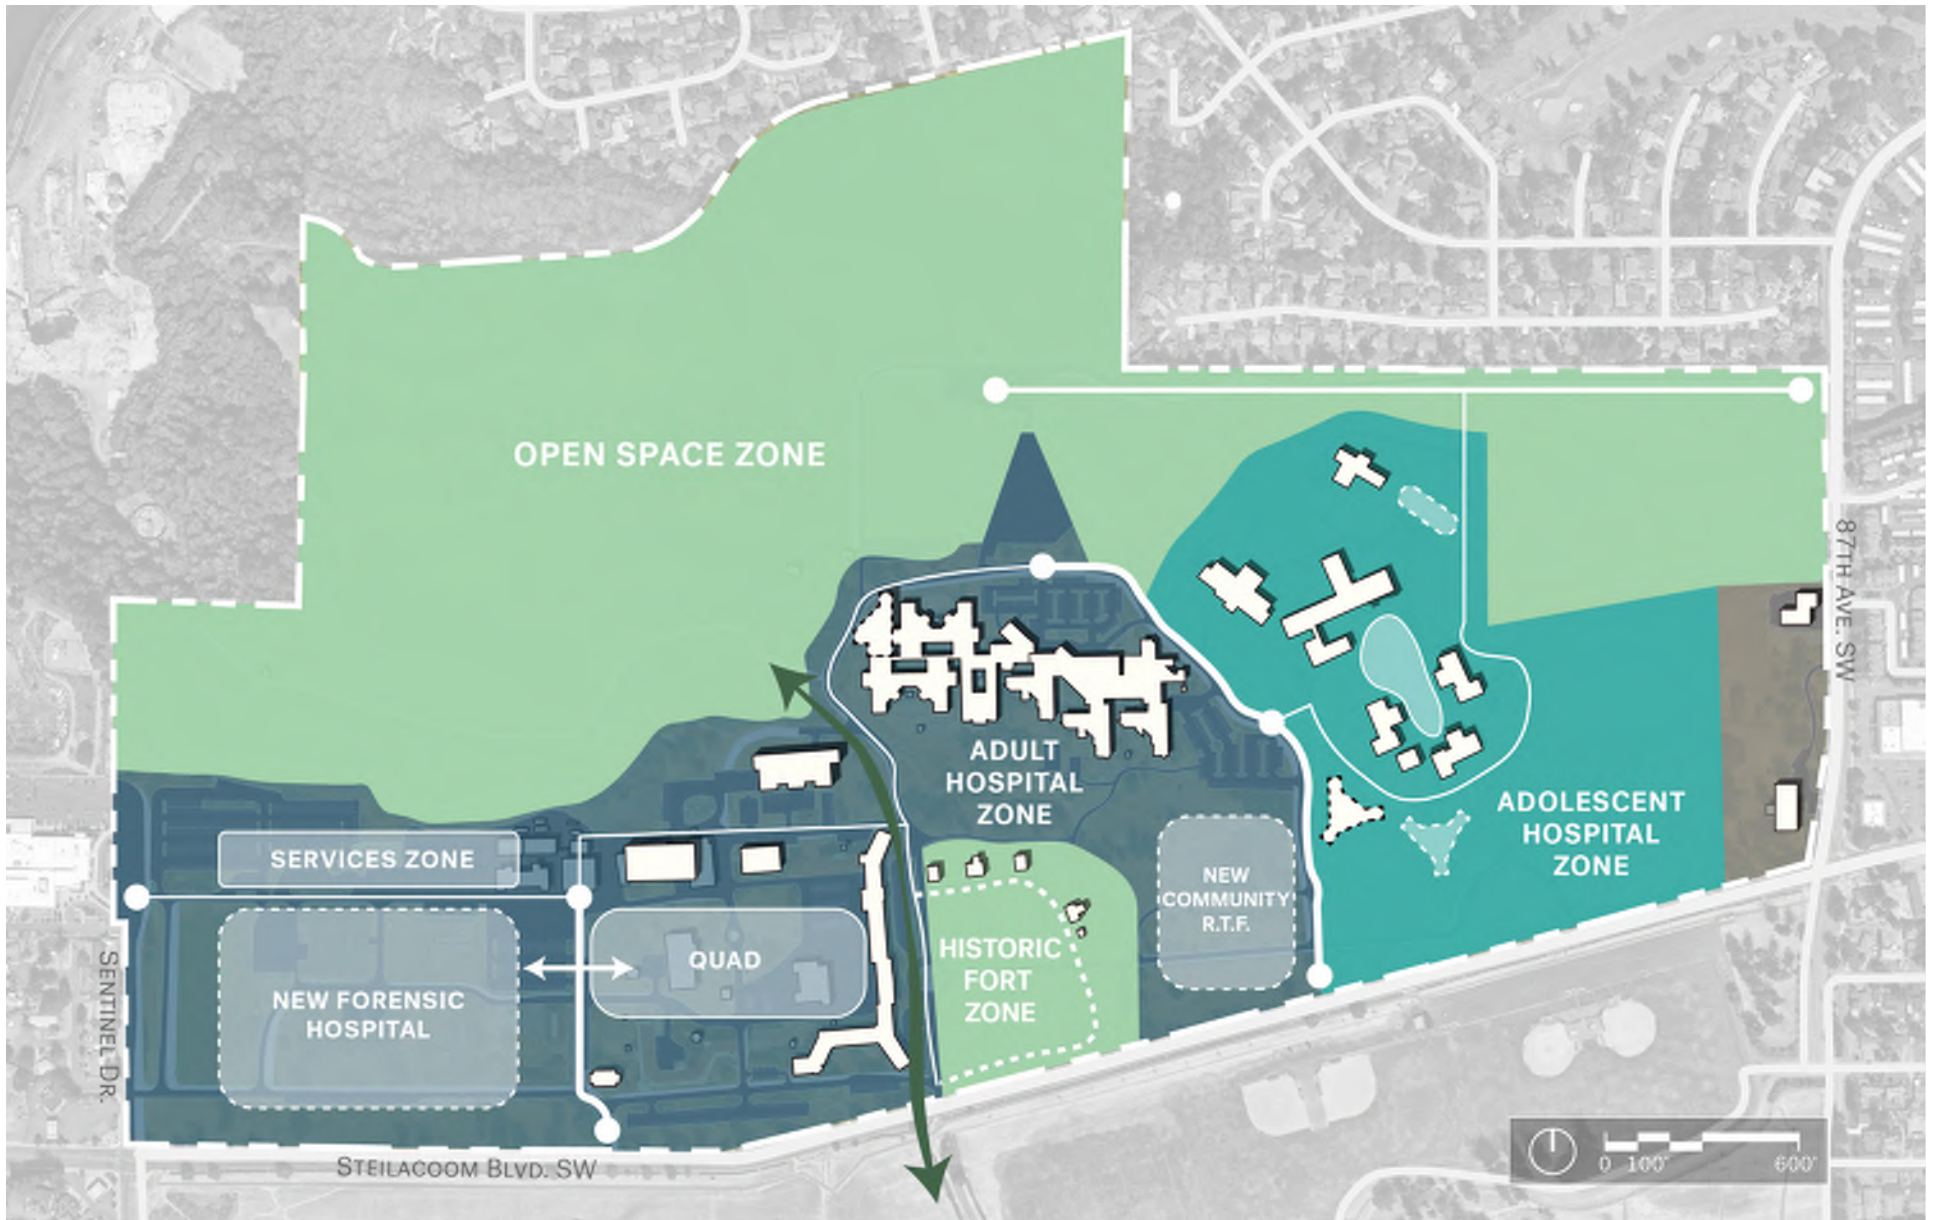 OPEN SPACE ZONE
87TH AVE. SW
ADULT
HOSPITAL
ZONE
ADOLESCENT
HOSPITAL
ZONE
SERVICES ZONE
NEW
COMMUNITY
R.T.F.
QUAD
HISTORIC
FORT
ZONE
NEW FORENSIC
HOSPITAL
SENTINEL DR.
STEILACOOM BLVD. SW
0 100' 600'